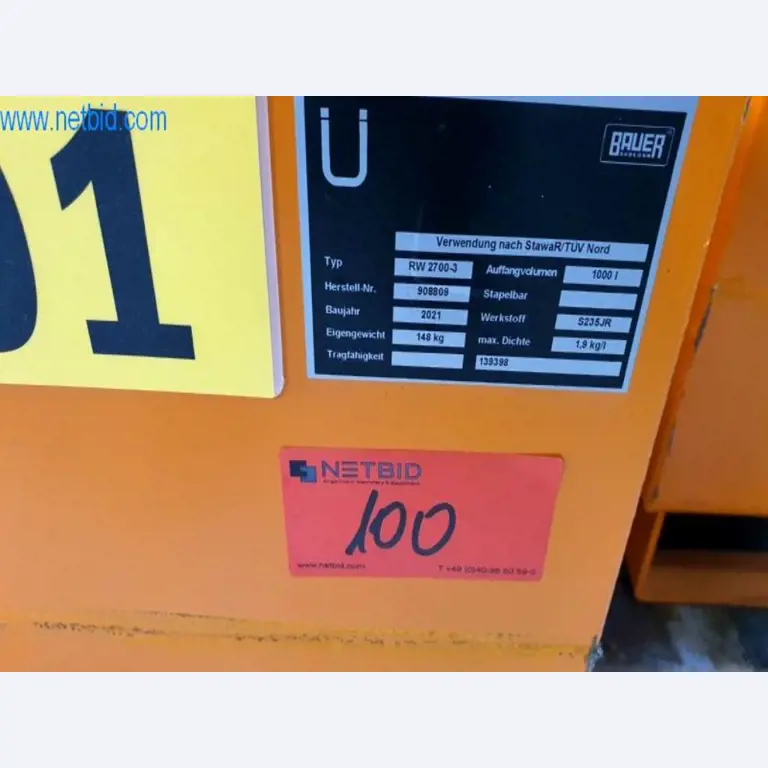 www.netbid.com
01
Ü
BAUER
SÜDLOHN
Verwendung nach StawaR/TÜV Nord
Typ RW 2700-3 Auffangvolumen 1000 l
Herstell-Nr. 908809 Stapelbar
Baujahr 2021 Werkstoff S235JR
Eigengewicht 148 kg max. Dichte 1,9 kg/l
Tragfähigkeit 139398
NETBID
100
www.netbid.com